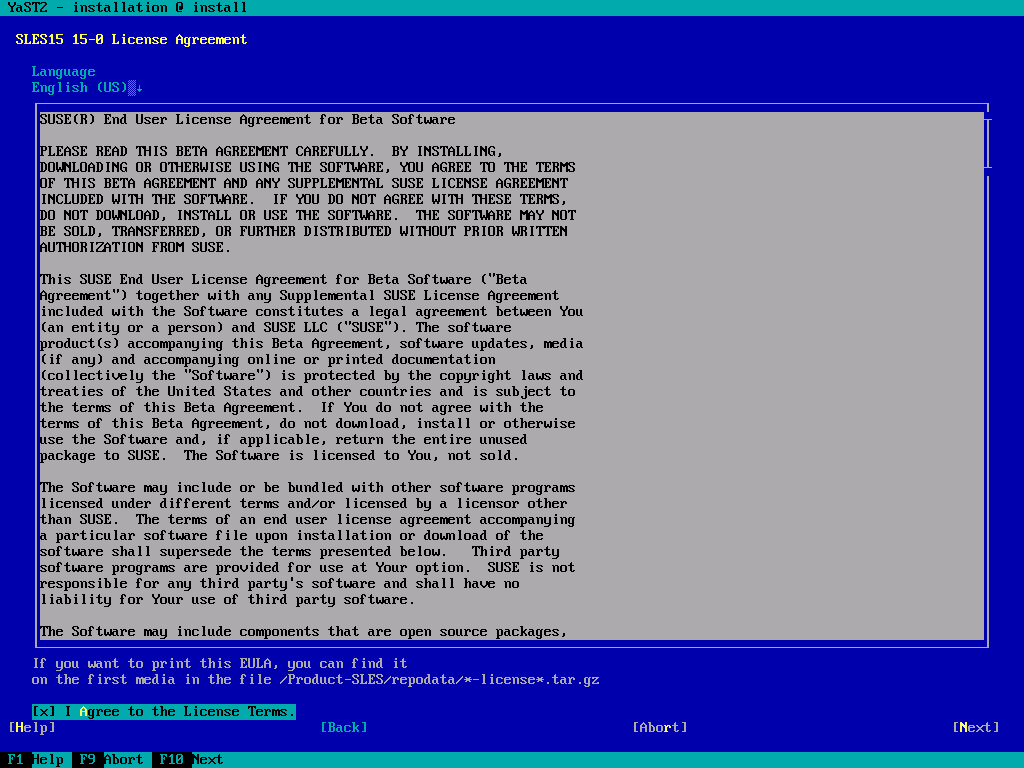 YaST2 - installation @ install
SLES15 15-0 License Agreement
Language
English (US)↓
SUSE(R) End User License Agreement for Beta Software
PLEASE READ THIS BETA AGREEMENT CAREFULLY.  BY INSTALLING,
DOWNLOADING OR OTHERWISE USING THE SOFTWARE, YOU AGREE TO THE TERMS
OF THIS BETA AGREEMENT AND ANY SUPPLEMENTAL SUSE LICENSE AGREEMENT
INCLUDED WITH THE SOFTWARE.  IF YOU DO NOT AGREE WITH THESE TERMS,
DO NOT DOWNLOAD, INSTALL OR USE THE SOFTWARE.  THE SOFTWARE MAY NOT
BE SOLD, TRANSFERRED, OR FURTHER DISTRIBUTED WITHOUT PRIOR WRITTEN
AUTHORIZATION FROM SUSE.
This SUSE End User License Agreement for Beta Software ("Beta
Agreement") together with any Supplemental SUSE License Agreement
included with the Software constitutes a legal agreement between You
(an entity or a person) and SUSE LLC ("SUSE"). The software
product(s) accompanying this Beta Agreement, software updates, media
(if any) and accompanying online or printed documentation
(collectively the "Software") is protected by the copyright laws and
treaties of the United States and other countries and is subject to
the terms of this Beta Agreement.  If You do not agree with the
terms of this Beta Agreement, do not download, install or otherwise
use the Software and, if applicable, return the entire unused
package to SUSE.  The Software is licensed to You, not sold.
The Software may include or be bundled with other software programs
licensed under different terms and/or licensed by a licensor other
than SUSE.  The terms of an end user license agreement accompanying
a particular software file upon installation or download of the
software shall supersede the terms presented below.   Third party
software programs are provided for use at Your option.  SUSE is not
responsible for any third party's software and shall have no
liability for Your use of third party software.
The Software may include components that are open source packages,
If you want to print this EULA, you can find it
on the first media in the file /Product-SLES/repodata/*-license*.tar.gz
[x] I Agree to the License Terms.
[Help] [Back] [Abort] [Next]
F1 Help F9 Abort F10 Next